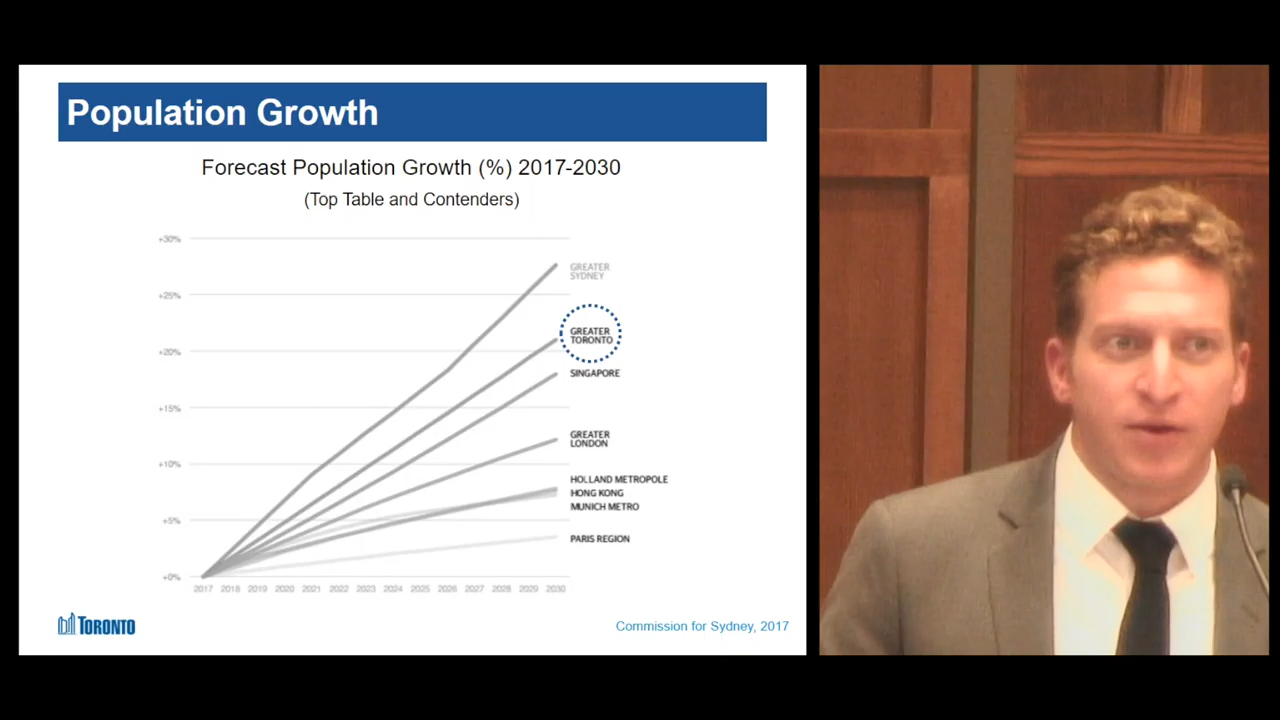 Population Growth
Forecast Population Growth (%) 2017-2030
(Top Table and Contenders)
+30%
+25%
+20%
+15%
+10%
+5%
+0%
GREATER
SYDNEY
GREATER
TORONTO
SINGAPORE
GREATER
LONDON
HOLLAND METROPOLE
HONG KONG
MUNICH METRO
PARIS REGION
2017 2018 2019 2020 2021 2022 2023 2024 2025 2026 2027 2028 2029 2030
TORONTO
Commission for Sydney, 2017